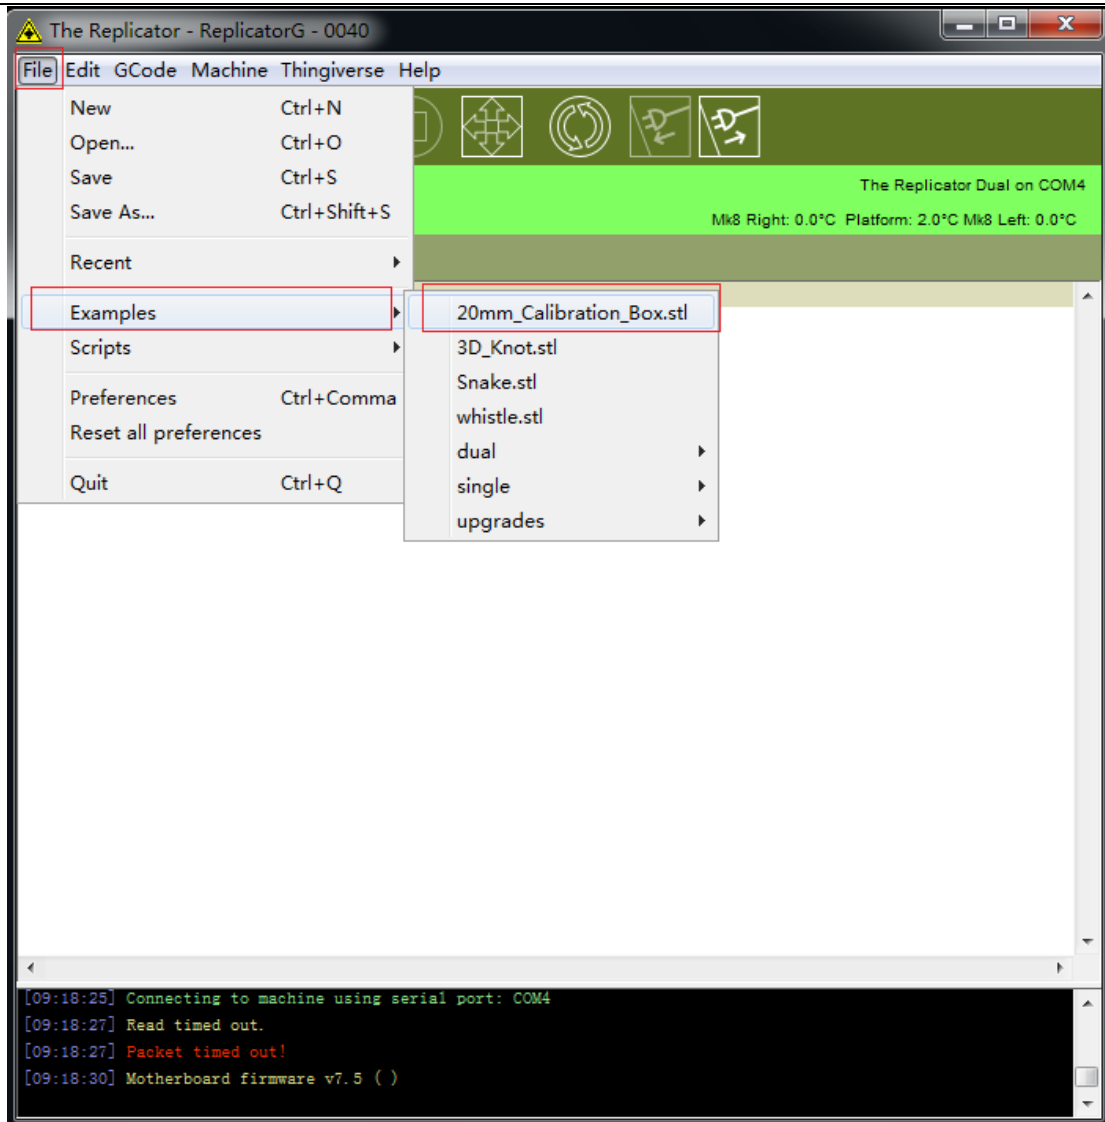 The Replicator - ReplicatorG - 0040
File Edit GCode Machine Thingiverse Help
New Ctrl+N
Open... Ctrl+O
Save Ctrl+S
Save As... Ctrl+Shift+S
Recent
Examples
Scripts
Preferences Ctrl+Comma
Reset all preferences
Quit Ctrl+Q
20mm_Calibration_Box.stl
3D_Knot.stl
Snake.stl
whistle.stl
dual
single
upgrades
The Replicator Dual on COM4
Mk8 Right: 0.0°C Platform: 2.0°C Mk8 Left: 0.0°C
[09:18:25] Connecting to machine using serial port: COM4
[09:18:27] Read timed out.
[09:18:27] Packet timed out!
[09:18:30] Motherboard firmware v7.5 ( )